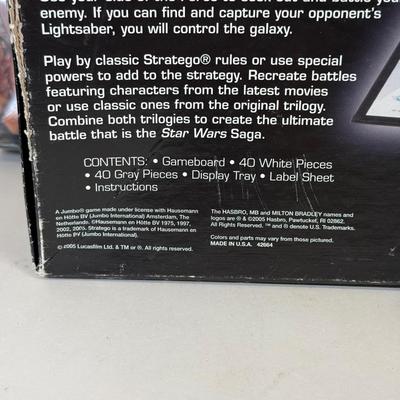 enemy. If you can find and capture your opponent's
Lightsaber, you will control the galaxy.
Play by classic Stratego® rules or use special
powers to add to the strategy. Recreate battles
featuring characters from the latest movies
or use classic ones from the original trilogy.
Combine both trilogies to create the ultimate
battle that is the Star Wars Saga.
CONTENTS: • Gameboard • 40 White Pieces
• 40 Gray Pieces • Display Tray • Label Sheet
• Instructions
A Jumbo® game made under license with Hausemann
en Hötte BV (Jumbo International) Amsterdam, The
Netherlands. ©Hausemann en Hötte BV 1975, 1997,
2002, 2005. Stratego is a trademark of Hausemann en
Hötte BV (Jumbo International).
© 2005 Lucasfilm Ltd. & TM or ®. All rights reserved.
The HASBRO, MB and MILTON BRADLEY names and
logos are ® & ©2005 Hasbro, Pawtucket, RI 02862.
All Rights Reserved. ™ and ® denote U.S. Trademarks.
Colors and parts may vary from those pictured.
MADE IN U.S.A. 42664